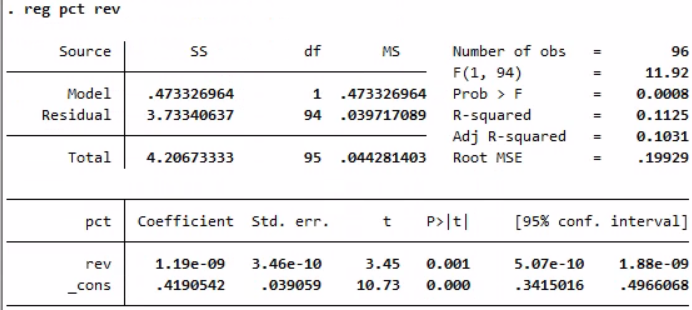 . reg pct rev
Source SS df MS Number of obs = 96
F(1, 94) = 11.92
Model .473326964 1 .473326964 Prob > F = 0.0008
Residual 3.73340637 94 .039717089 R-squared = 0.1125
Adj R-squared = 0.1031
Total 4.20673333 95 .044281403 Root MSE = .19929
pct Coefficient Std. err. t P>|t| [95% conf. interval]
rev 1.19e-09 3.46e-10 3.45 0.001 5.07e-10 1.88e-09
_cons .4190542 .039059 10.73 0.000 .3415016 .4966068